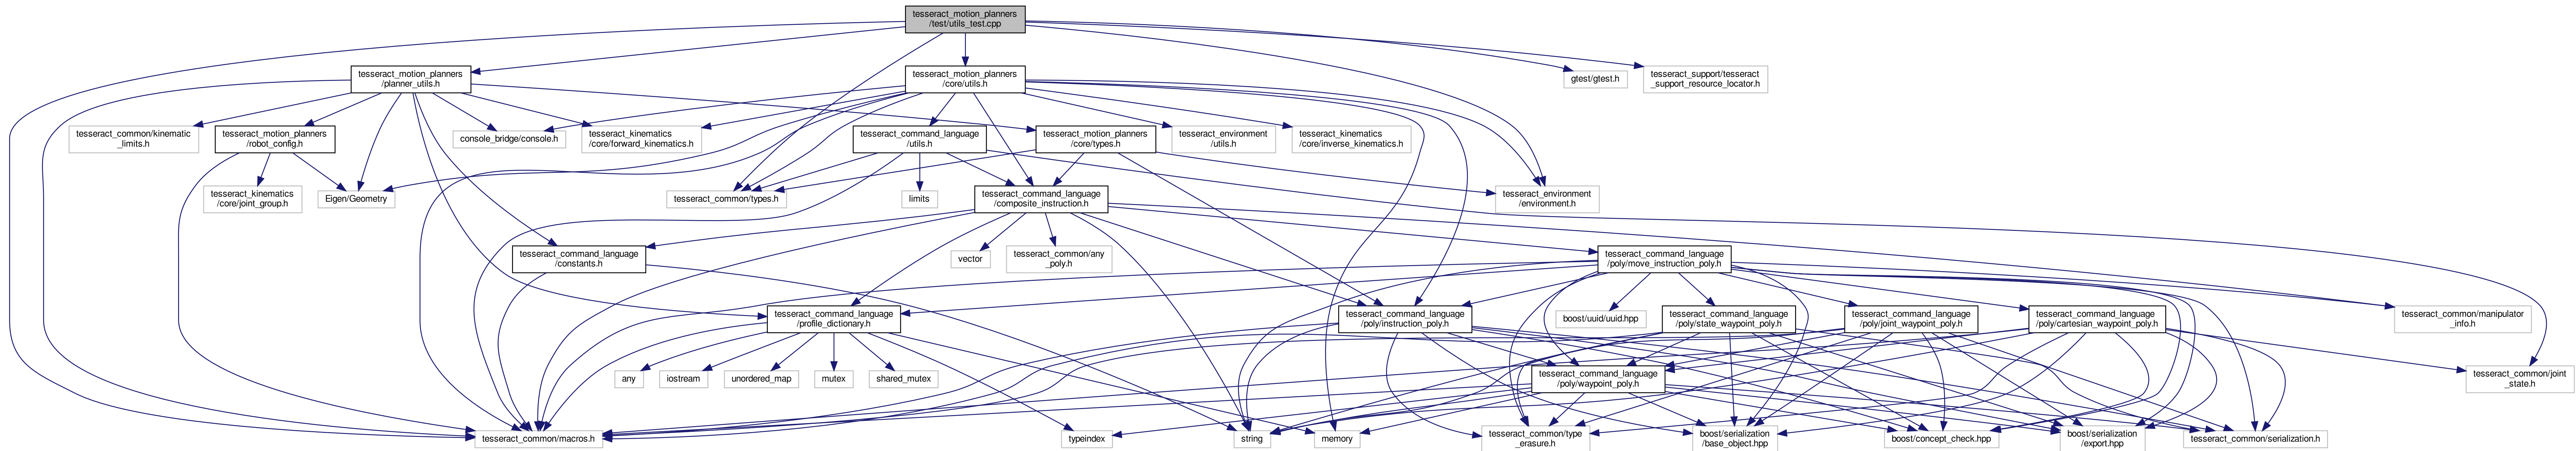 tesseract_motion_planners
/test/utils_test.cpp
tesseract_motion_planners
/planner_utils.h
tesseract_motion_planners
/core/utils.h
gtest/gtest.h
tesseract_support/tesseract
_support_resource_locator.h
tesseract_common/kinematic
_limits.h
tesseract_motion_planners
/robot_config.h
console_bridge/console.h
tesseract_kinematics
/core/forward_kinematics.h
tesseract_command_language
/utils.h
tesseract_motion_planners
/core/types.h
tesseract_environment
/utils.h
tesseract_kinematics
/core/inverse_kinematics.h
tesseract_kinematics
/core/joint_group.h
Eigen/Geometry
tesseract_common/types.h
limits
tesseract_command_language
/composite_instruction.h
tesseract_environment
/environment.h
tesseract_command_language
/constants.h
vector
tesseract_common/any
_poly.h
tesseract_command_language
/poly/move_instruction_poly.h
tesseract_command_language
/profile_dictionary.h
tesseract_command_language
/poly/instruction_poly.h
boost/uuid/uuid.hpp
tesseract_command_language
/poly/state_waypoint_poly.h
tesseract_command_language
/poly/joint_waypoint_poly.h
tesseract_command_language
/poly/cartesian_waypoint_poly.h
tesseract_common/manipulator
_info.h
any
iostream
unordered_map
mutex
shared_mutex
tesseract_command_language
/poly/waypoint_poly.h
tesseract_common/joint
_state.h
tesseract_common/macros.h
typeindex
string
memory
tesseract_common/type
_erasure.h
boost/serialization
/base_object.hpp
boost/concept_check.hpp
boost/serialization
/export.hpp
tesseract_common/serialization.h